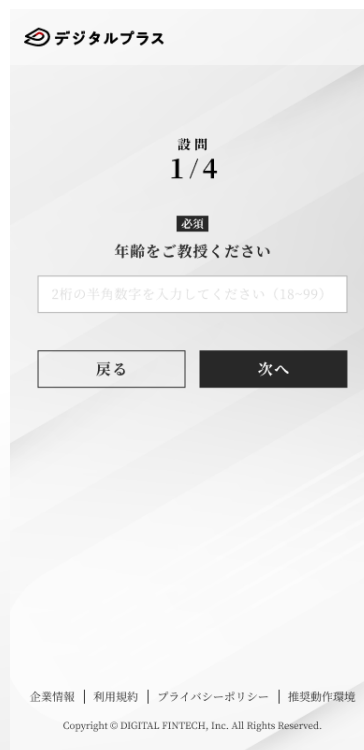 デジタルプラス
設問
1/4
必須
年齢をご教授ください
2桁の半角数字を入力してください（18-99）
戻る
次へ
企業情報 | 利用規約 | プライバシーポリシー | 推奨動作環境
Copyright © DIGITAL FINTECH, Inc. All Rights Reserved.